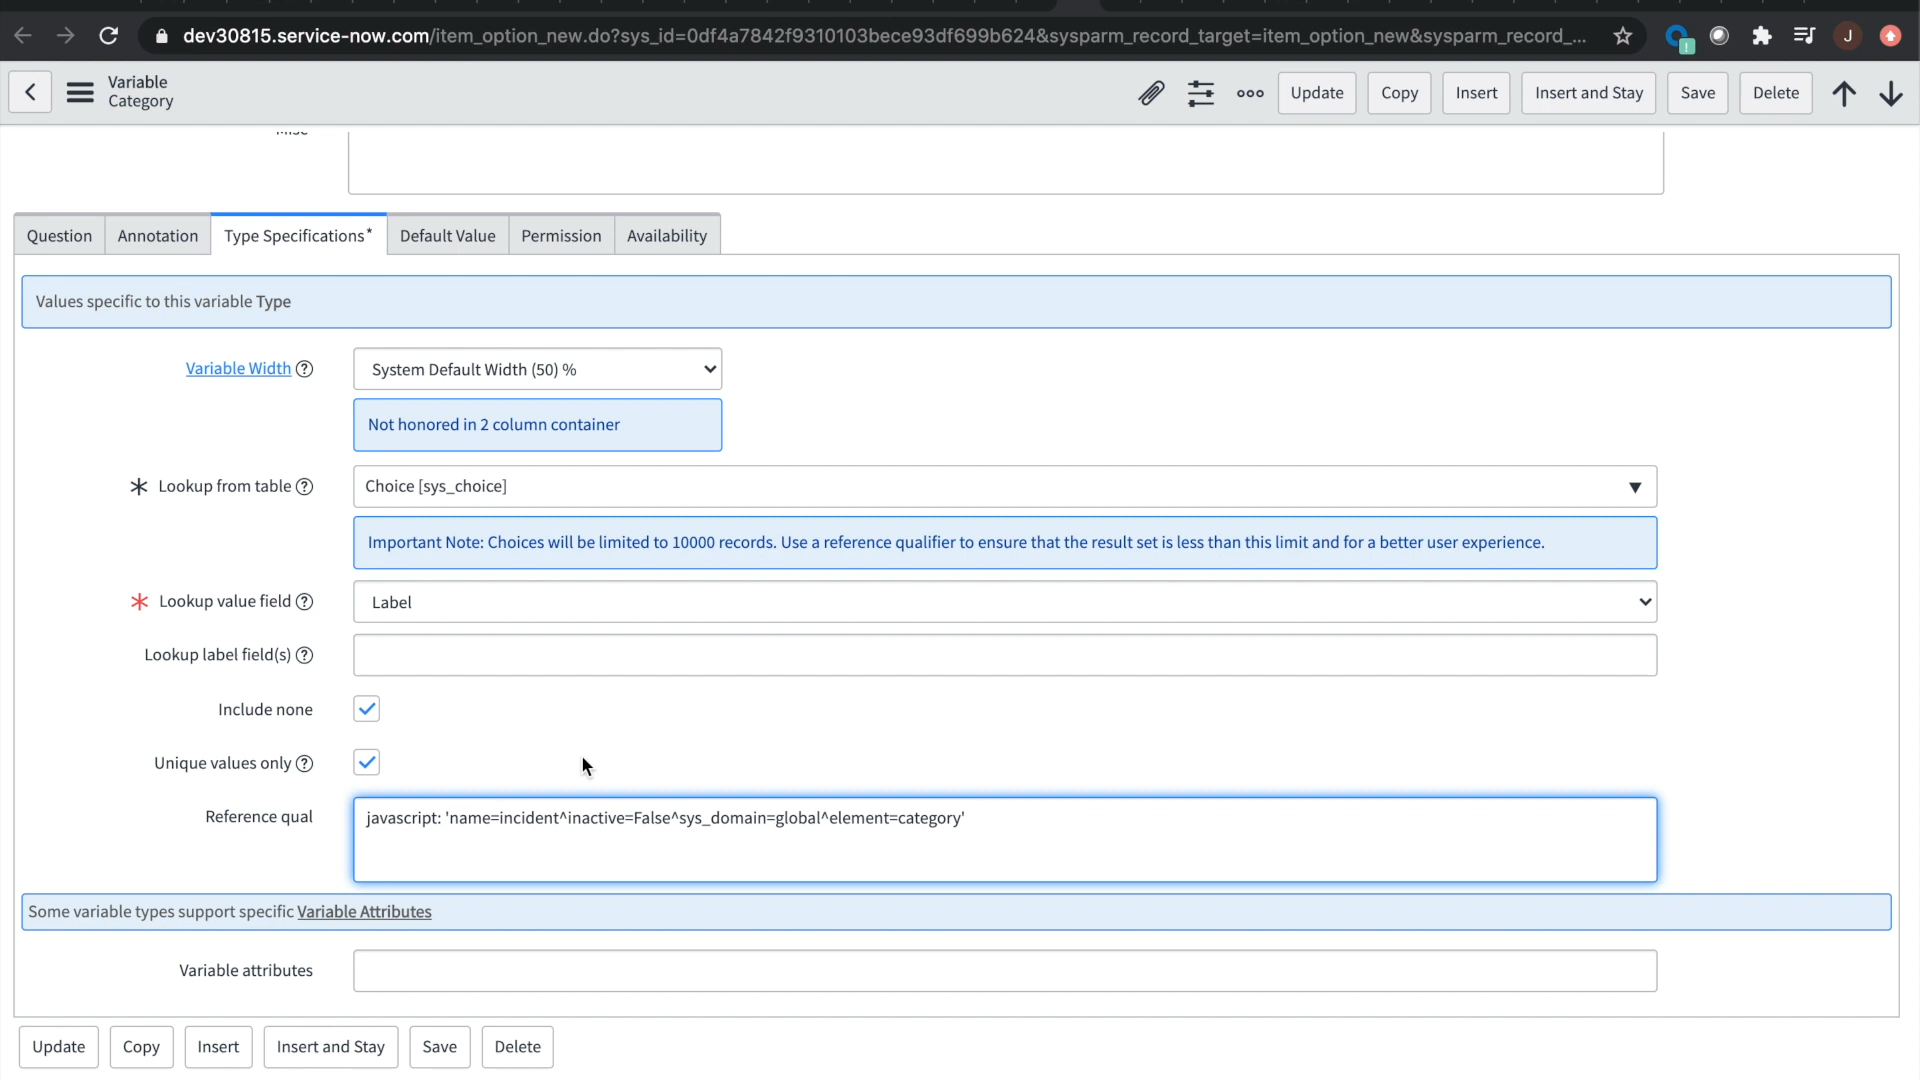 dev30815.service-now.com/item_option_new.do?sys_id=0df4a7842f9310103bece93df699b624&sysparm_record_target=item_option_new&sysparm_record_...
J
Variable
Category
Update
Copy
Insert
Insert and Stay
Save
Delete
Misc
Question
Annotation
Type Specifications*
Default Value
Permission
Availability
Values specific to this variable Type
Variable Width
System Default Width (50) %
Not honored in 2 column container
Lookup from table
Choice [sys_choice]
Important Note: Choices will be limited to 10000 records. Use a reference qualifier to ensure that the result set is less than this limit and for a better user experience.
Lookup value field
Label
Lookup label field(s)
Include none
Unique values only
Reference qual
javascript: 'name=incident^inactive=False^sys_domain=global^element=category'
Some variable types support specific Variable Attributes
Variable attributes
Update
Copy
Insert
Insert and Stay
Save
Delete